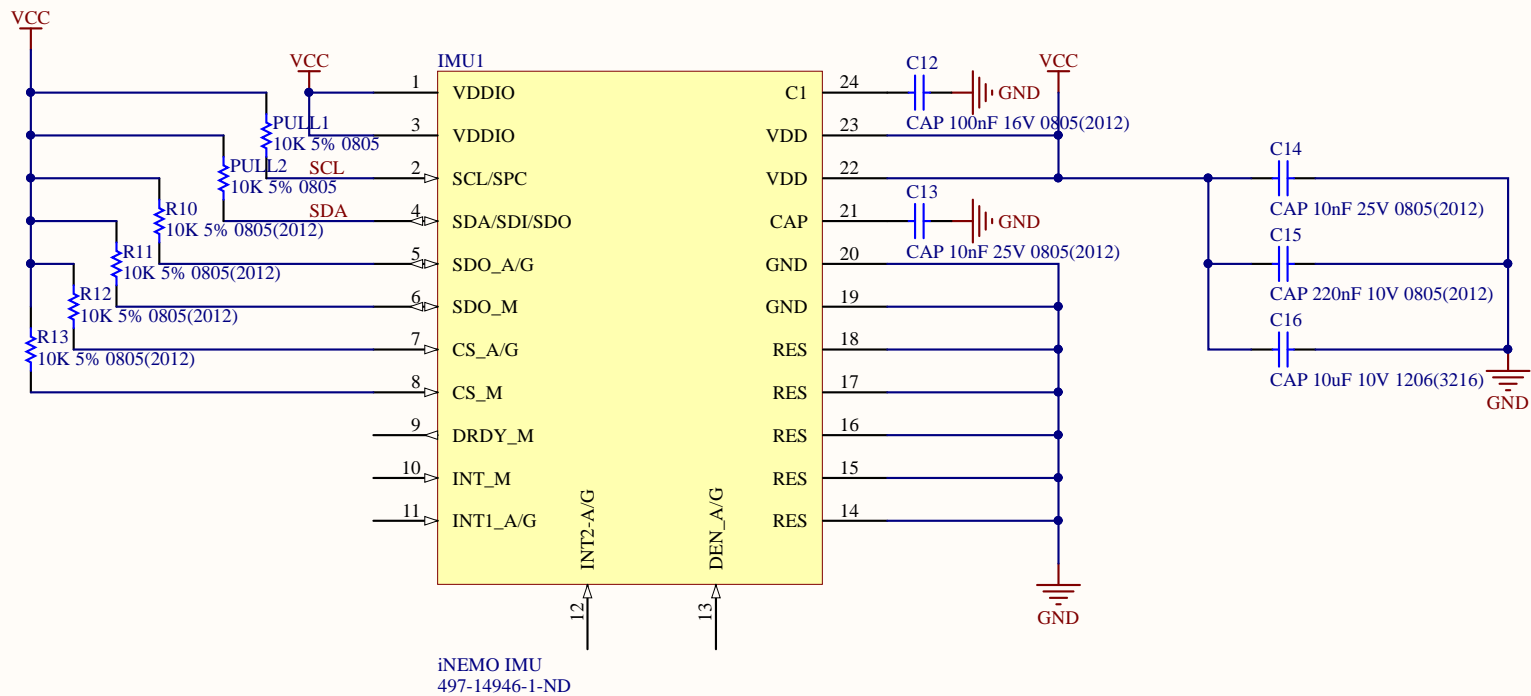 VCC
VCC
IMU1
C12
VCC
1
VDDIO
C1
24
GND
PULL1
10K 5% 0805
3
VDDIO
VDD
23
CAP 100nF 16V 0805(2012)
C14
PULL2
10K 5% 0805
SCL
2
SCL/SPC
VDD
22
C13
CAP 10nF 25V 0805(2012)
R10
10K 5% 0805(2012)
SDA
4
SDA/SDI/SDO
CAP
21
GND
C15
R11
10K 5% 0805(2012)
5
SDO_A/G
GND
20
CAP 10nF 25V 0805(2012)
CAP 220nF 10V 0805(2012)
R12
10K 5% 0805(2012)
6
SDO_M
GND
19
C16
R13
10K 5% 0805(2012)
7
CS_A/G
RES
18
CAP 10uF 10V 1206(3216)
8
CS_M
RES
17
GND
9
DRDY_M
RES
16
10
INT_M
RES
15
11
INT1_A/G
RES
14
INT2-A/G
DEN_A/G
12
13
GND
iNEMO IMU
497-14946-1-ND